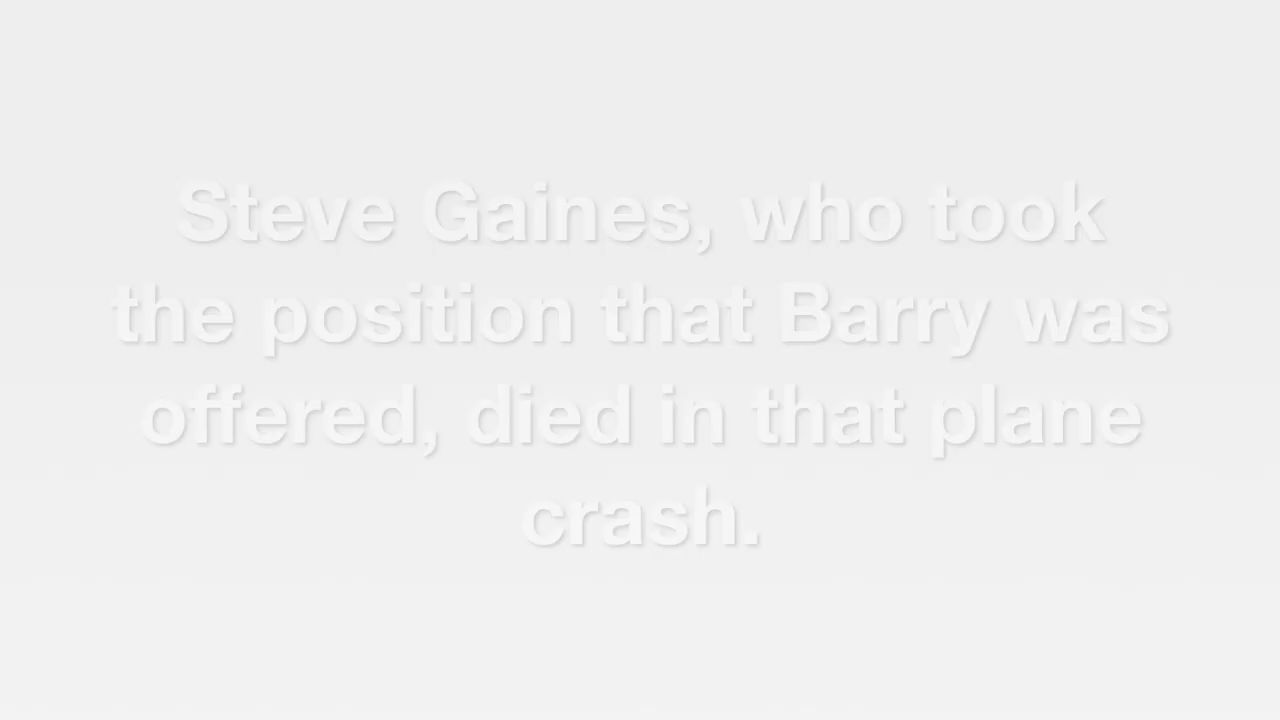 Steve Gaines, who took
the position that Barry was
offered, died in that plane
crash.